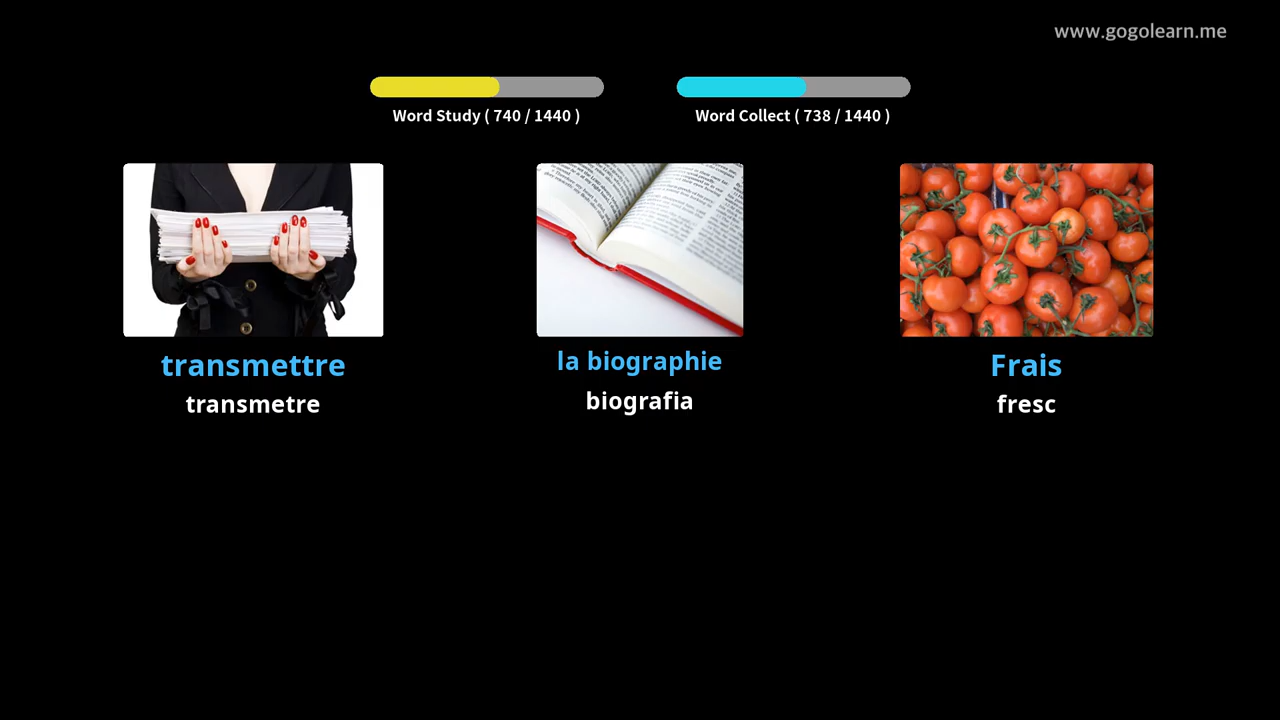 www.gogolearn.me
Word Study ( 740 / 1440 )
Word Collect ( 738 / 1440 )
transmettre
transmetre
la biographie
biografia
Frais
fresc